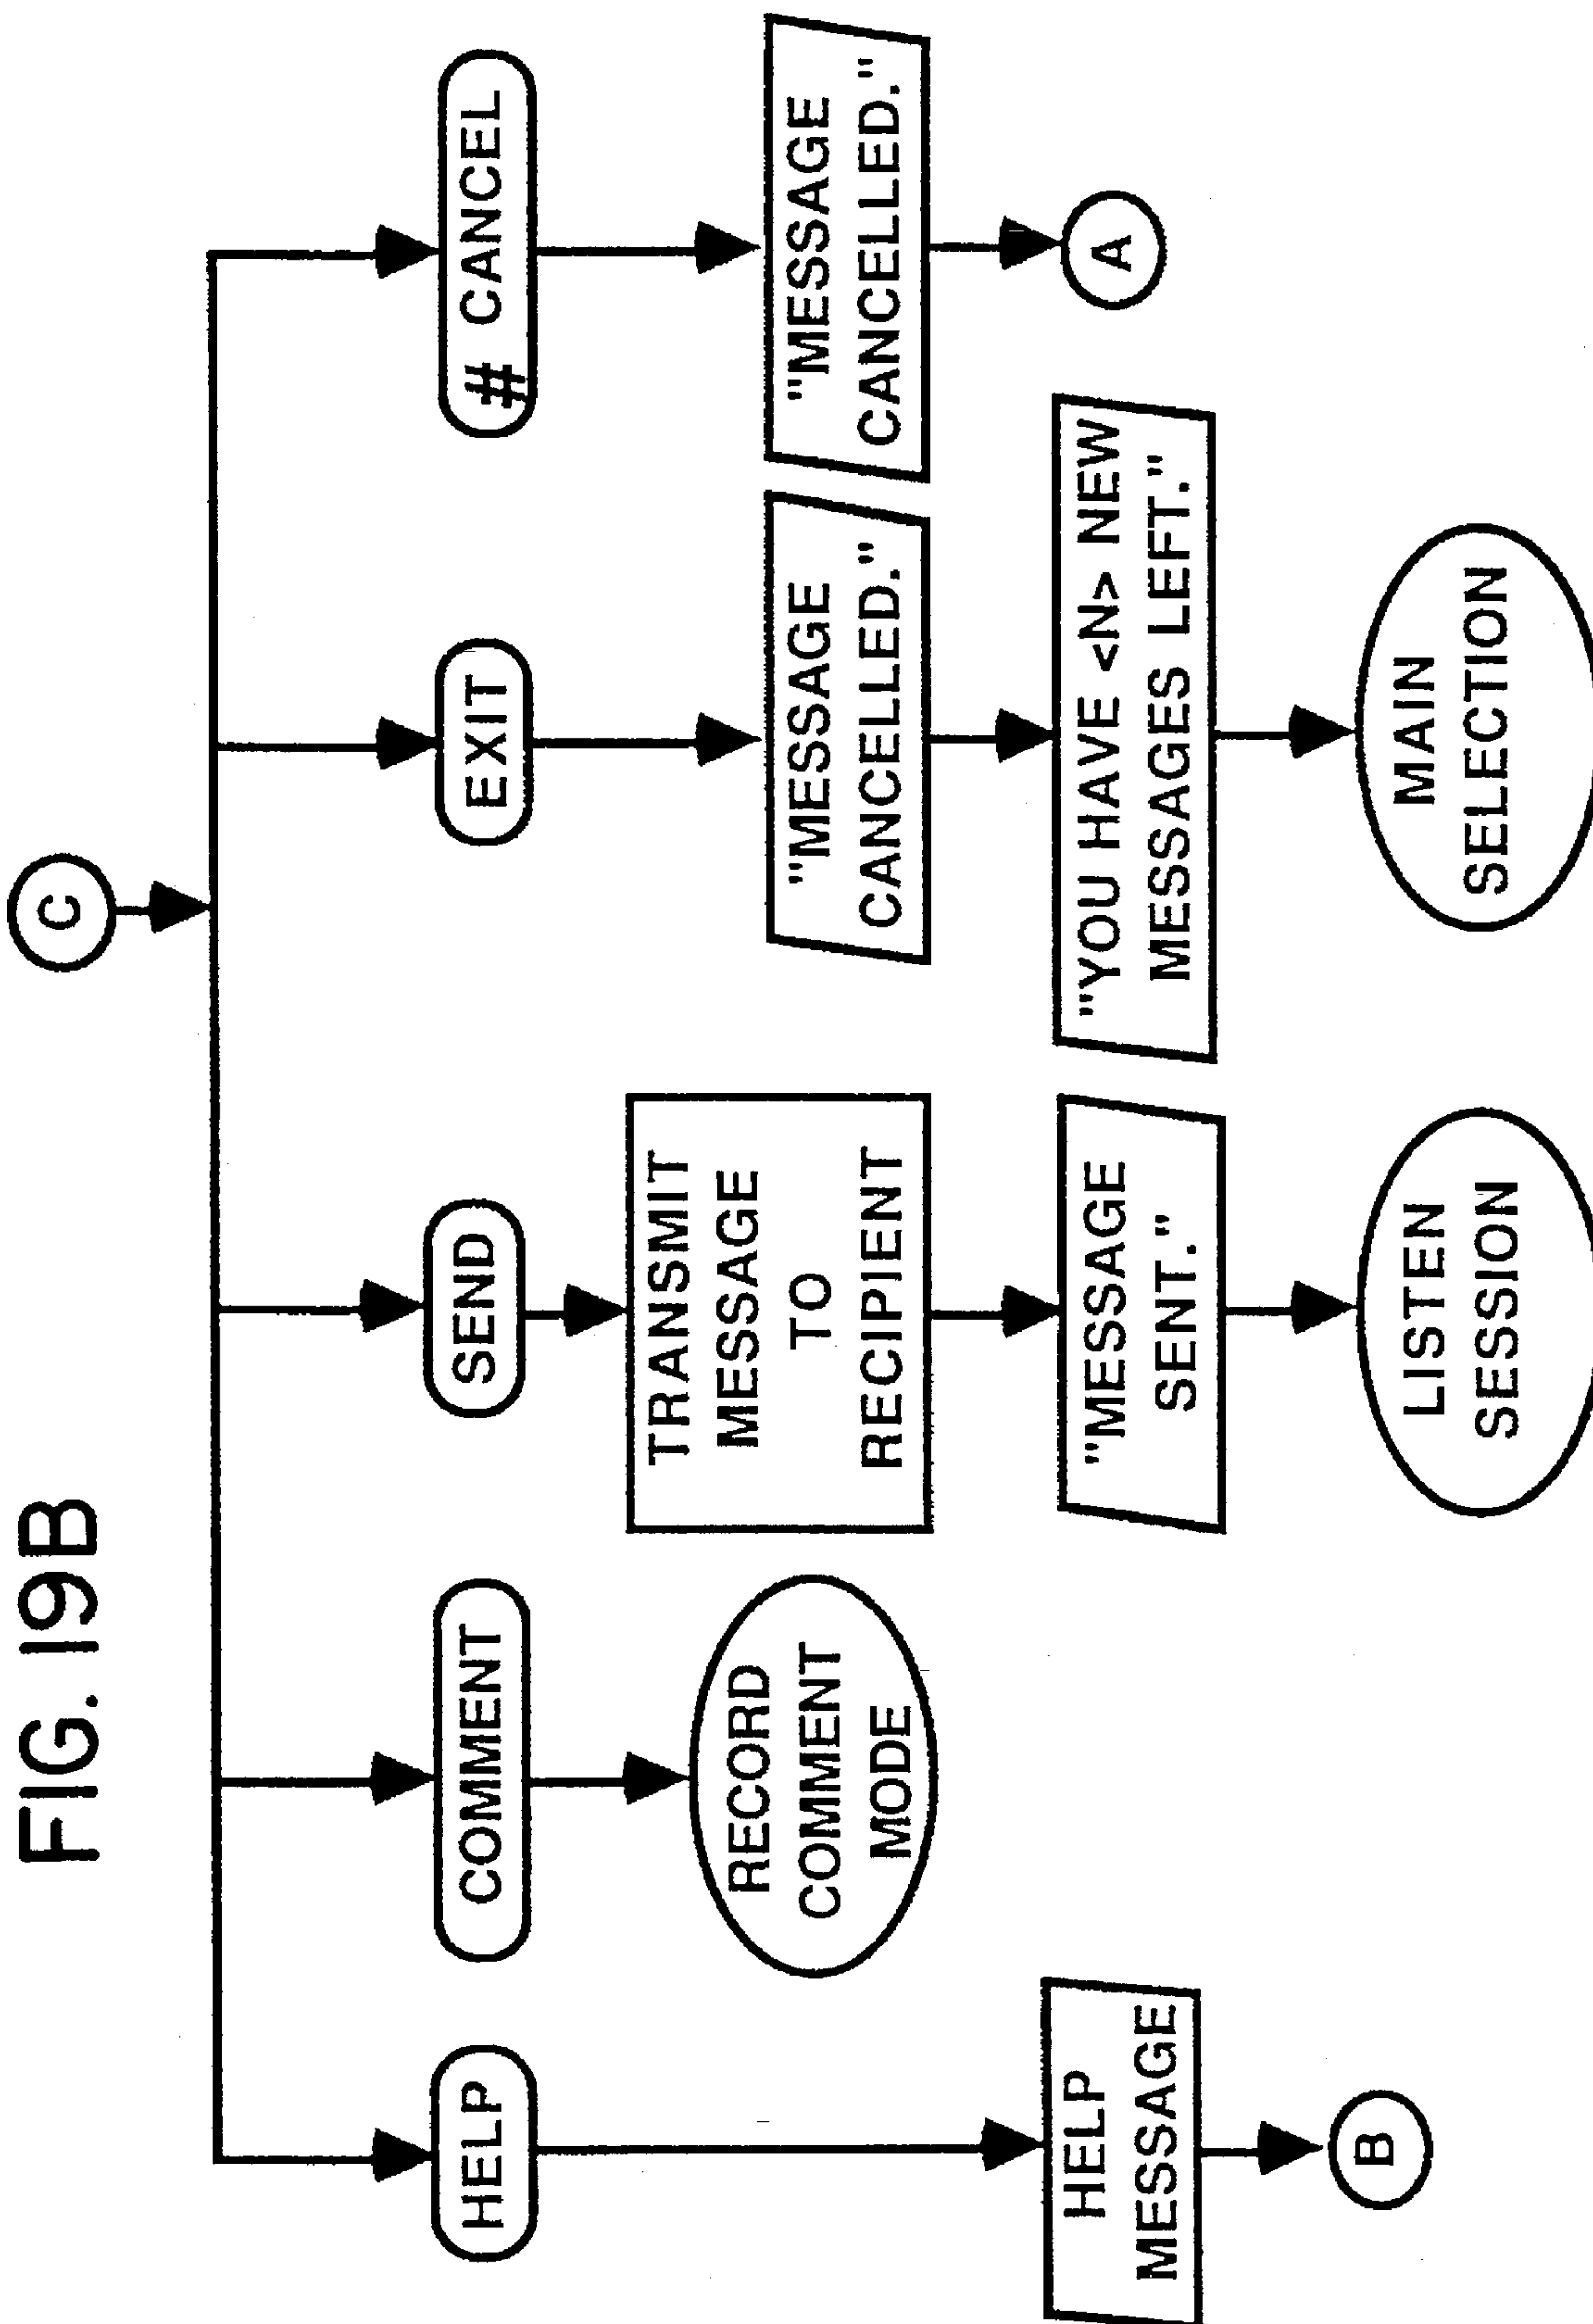 FIG. 19B
C
HELP
COMMENT
SEND
EXIT
# CANCEL
HELP
MESSAGE
B
RECORD
COMMENT
MODE
TRANSMIT
MESSAGE
TO
RECIPIENT
"MESSAGE
SENT."
LISTEN
SESSION
"MESSAGE
CANCELLED."
"YOU HAVE <N> NEW
MESSAGES LEFT."
MAIN
SELECTION
"MESSAGE
CANCELLED."
A